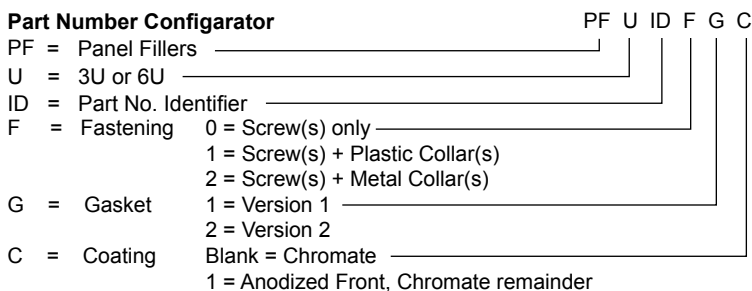 Part Number Configarator PF U ID F G C
PF = Panel Fillers
U = 3U or 6U
ID = Part No. Identifier
F = Fastening 0 = Screw(s) only
1 = Screw(s) + Plastic Collar(s)
2 = Screw(s) + Metal Collar(s)
G = Gasket 1 = Version 1
2 = Version 2
C = Coating Blank = Chromate
1 = Anodized Front, Chromate remainder